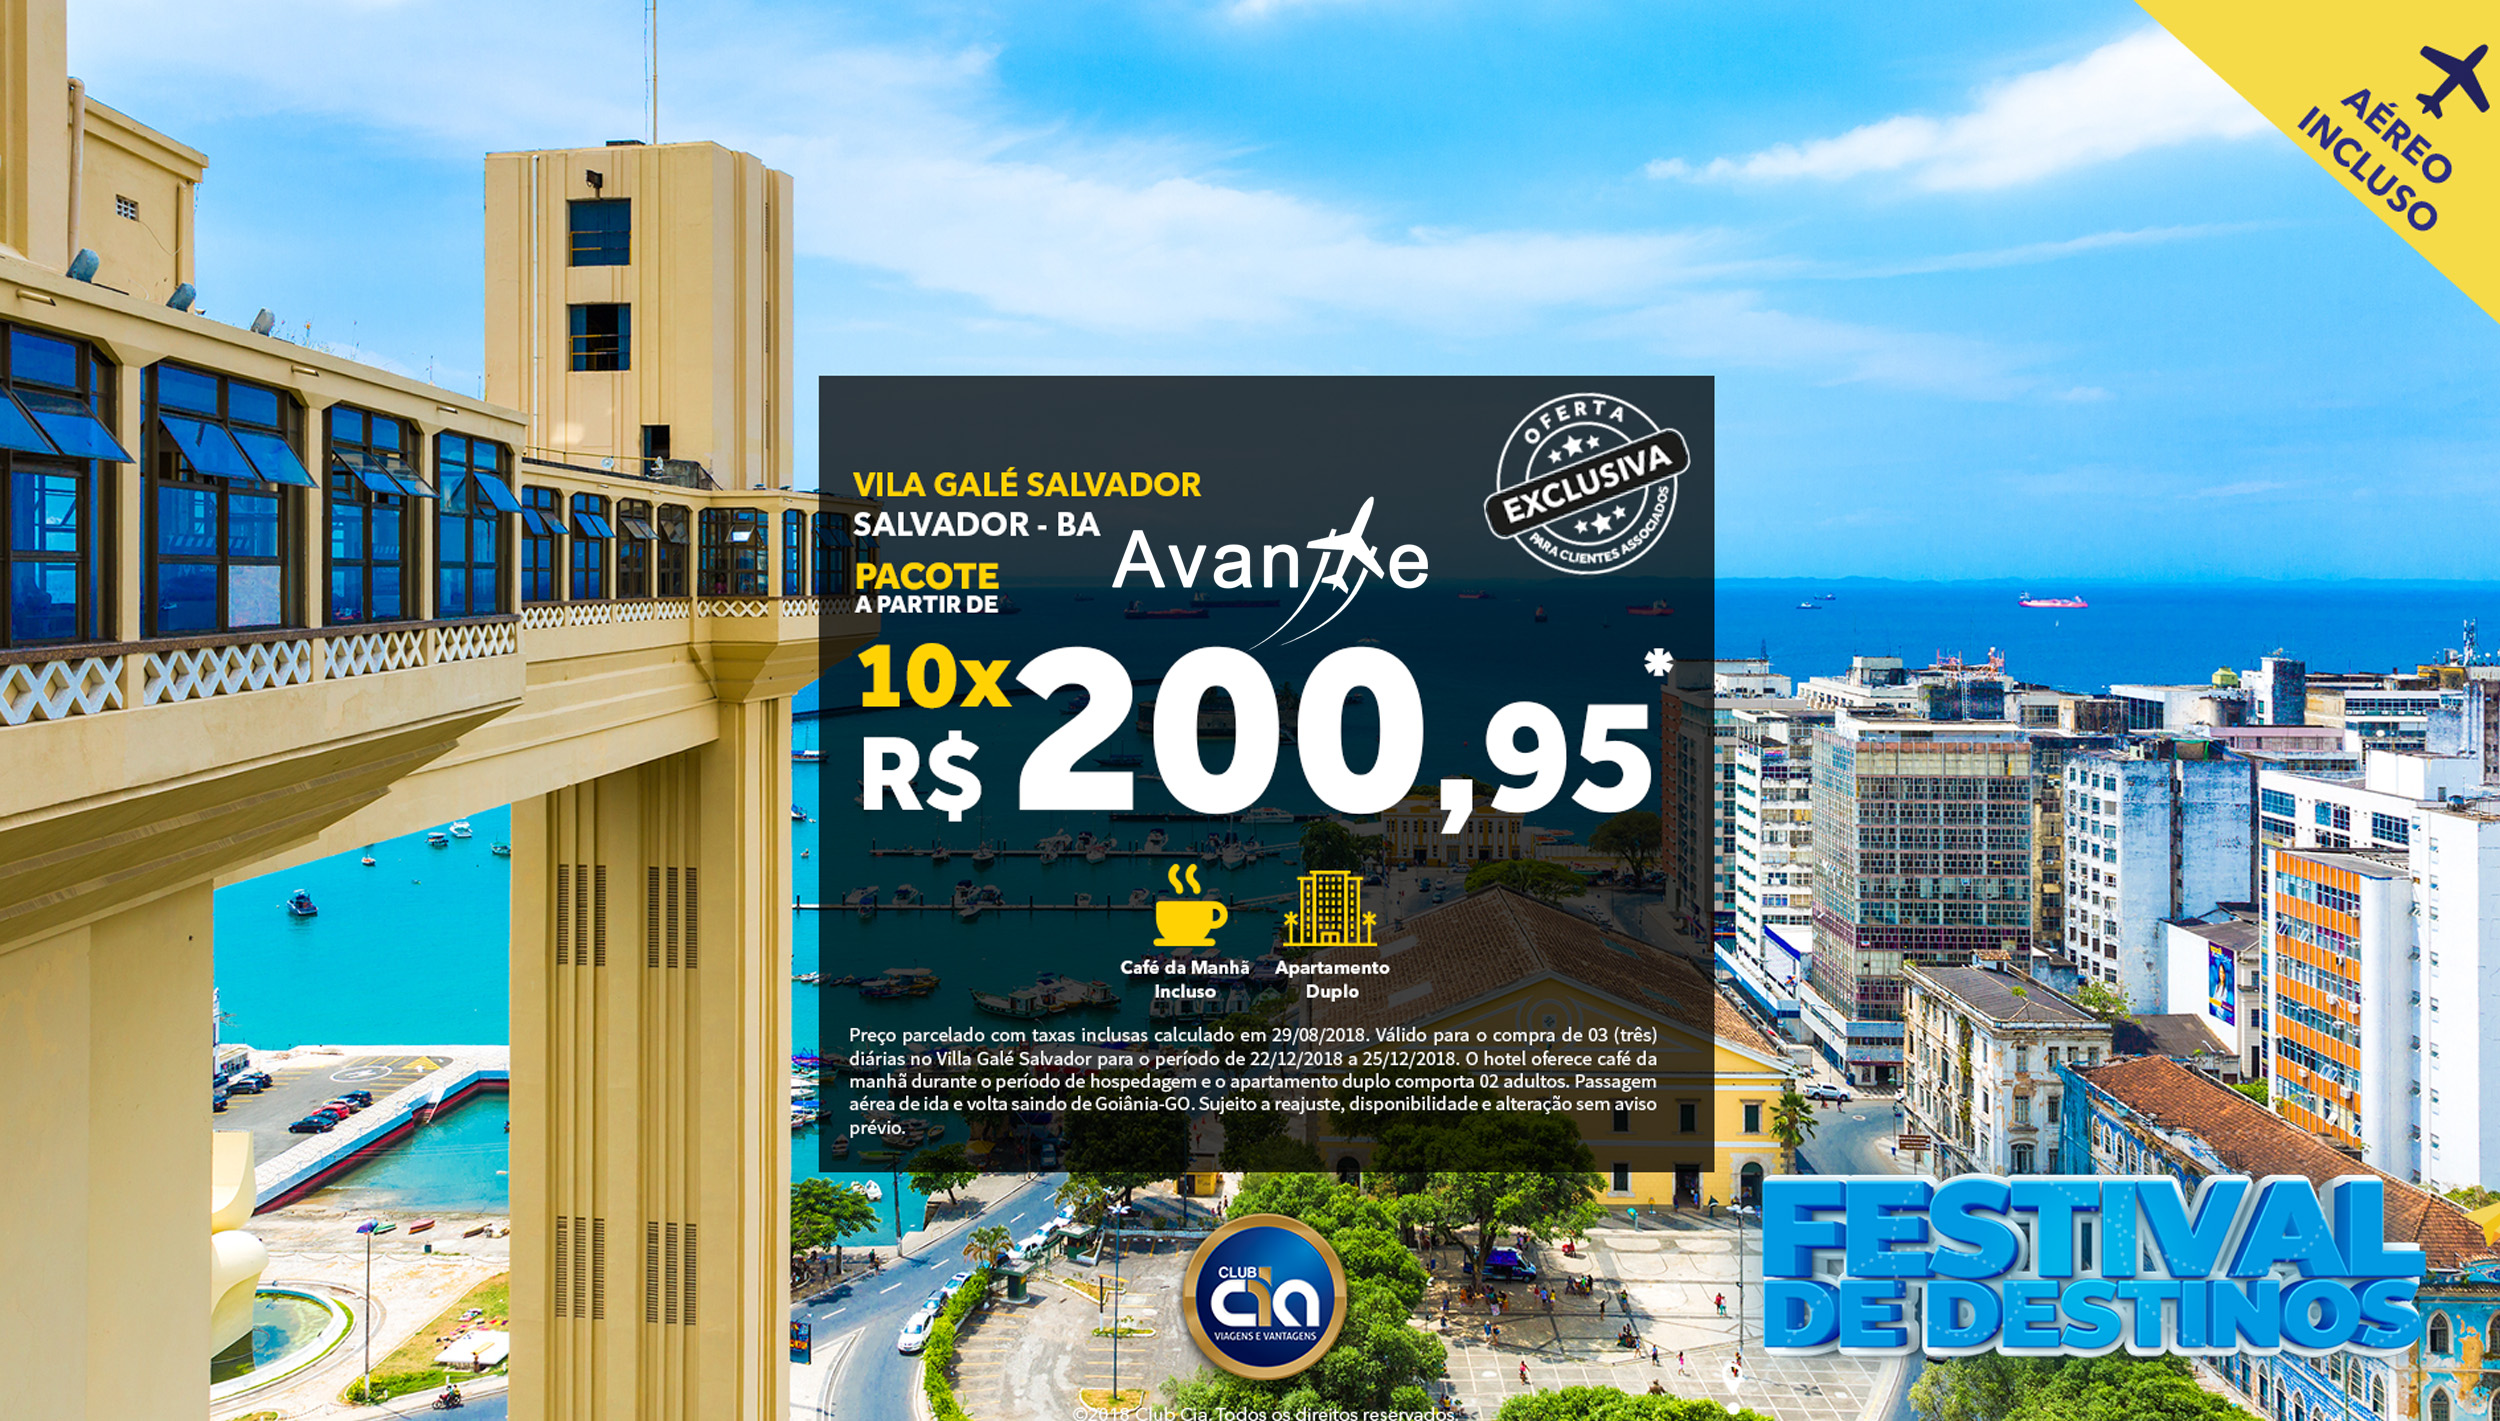 AÉREO
INCLUSO
OFERTA
EXCLUSIVA
PARA CLIENTES ASSOCIADOS
VILA GALÉ SALVADOR
SALVADOR - BA
Avante
PACOTE
A PARTIR DE
10x
R$ 200,95*
Café da Manhã
Incluso
Apartamento
Duplo
Preço parcelado com taxas inclusas calculado em 29/08/2018. Válido para o compra de 03 (três)
diárias no Villa Galé Salvador para o período de 22/12/2018 a 25/12/2018. O hotel oferece café da
manhã durante o período de hospedagem e o apartamento duplo comporta 02 adultos. Passagem
aérea de ida e volta saindo de Goiânia-GO. Sujeito a reajuste, disponibilidade e alteração sem aviso
prévio.
FESTIVAL
DE DESTINOS
CLUB
cia
VIAGENS E VANTAGENS
©2018 Club Cia. Todos os direitos reservados.